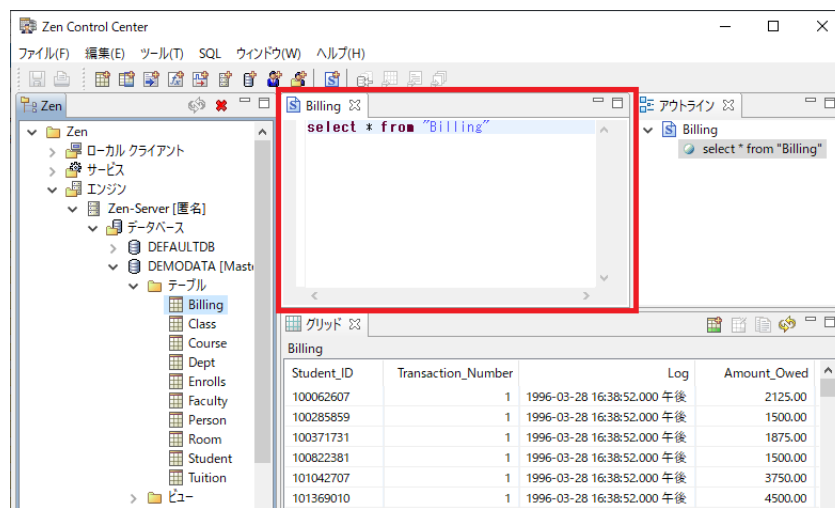 Zen Control Center
ファイル(F) 編集(E) ツール(T) SQL ウィンドウ(W) ヘルプ(H)
Zen
Zen
ローカル クライアント
サービス
エンジン
Zen-Server [匿名]
データベース
DEFAULTDB
DEMODATA [Mast
テーブル
Billing
Class
Course
Dept
Enrolls
Faculty
Person
Room
Student
Tuition
ビュー
Billing
select * from "Billing"
アウトライン
Billing
select * from "Billing"
グリッド
Billing
Student_ID Transaction_Number Log Amount_Owed
100062607 1 1996-03-28 16:38:52.000 午後 2125.00
100285859 1 1996-03-28 16:38:52.000 午後 1500.00
100371731 1 1996-03-28 16:38:52.000 午後 1875.00
100822381 1 1996-03-28 16:38:52.000 午後 1500.00
101042707 1 1996-03-28 16:38:52.000 午後 3750.00
101369010 1 1996-03-28 16:38:52.000 午後 4500.00